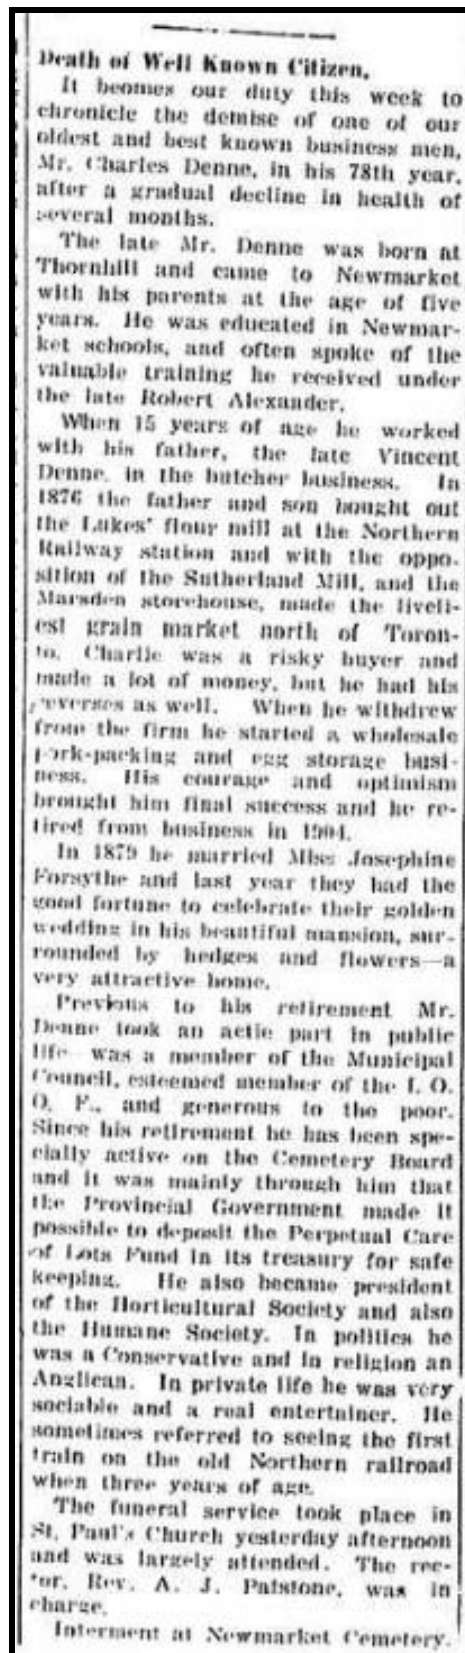 Death of Well Known Citizen.
It beomes our duty this week to
chronicle the demise of one of our
oldest and best known business men,
Mr. Charles Denne, in his 78th year,
after a gradual decline in health of
several months.
The late Mr. Denne was born at
Thornhill and came to Newmarket
with his parents at the age of five
years. He was educated in Newmar-
ket schools, and often spoke of the
valuable training he received under
the late Robert Alexander.
When 15 years of age he worked
with his father, the late Vincent
Denne, in the butcher business. In
1876 the father and son bought out
the Lukes' flour mill at the Northern
Railway station and with the oppo-
sition of the Sutherland Mill, and the
Marsden storehouse, made the liveli-
est grain market north of Toron-
to. Charlie was a risky buyer and
made a lot of money, but he had his
reverses as well. When he withdrew
from the firm he started a wholesale
pork-packing and egg storage busi-
ness. His courage and optimism
brought him final success and he re-
tired from business in 1904.
In 1879 he married Miss Josephine
Forsythe and last year they had the
good fortune to celebrate their golden
wedding in his beautiful mansion, sur-
rounded by hedges and flowers—a
very attractive home.
Previous to his retirement Mr.
Denne took an actie part in public
life—was a member of the Municipal
Council, esteemed member of the I. O.
O. F., and generous to the poor.
Since his retirement he has been spe-
cially active on the Cemetery Board
and it was mainly through him that
the Provincial Government made it
possible to deposit the Perpetual Care
of Lots Fund in its treasury for safe
keeping. He also became president
of the Horticultural Society and also
the Humane Society. In politics he
was a Conservative and in religion an
Anglican. In private life he was very
sociable and a real entertainer. He
sometimes referred to seeing the first
train on the old Northern railroad
when three years of age.
The funeral service took place in
St. Paul's Church yesterday afternoon
and was largely attended. The rec-
tor, Rev. A. J. Patstone, was in
charge.
Interment at Newmarket Cemetery.